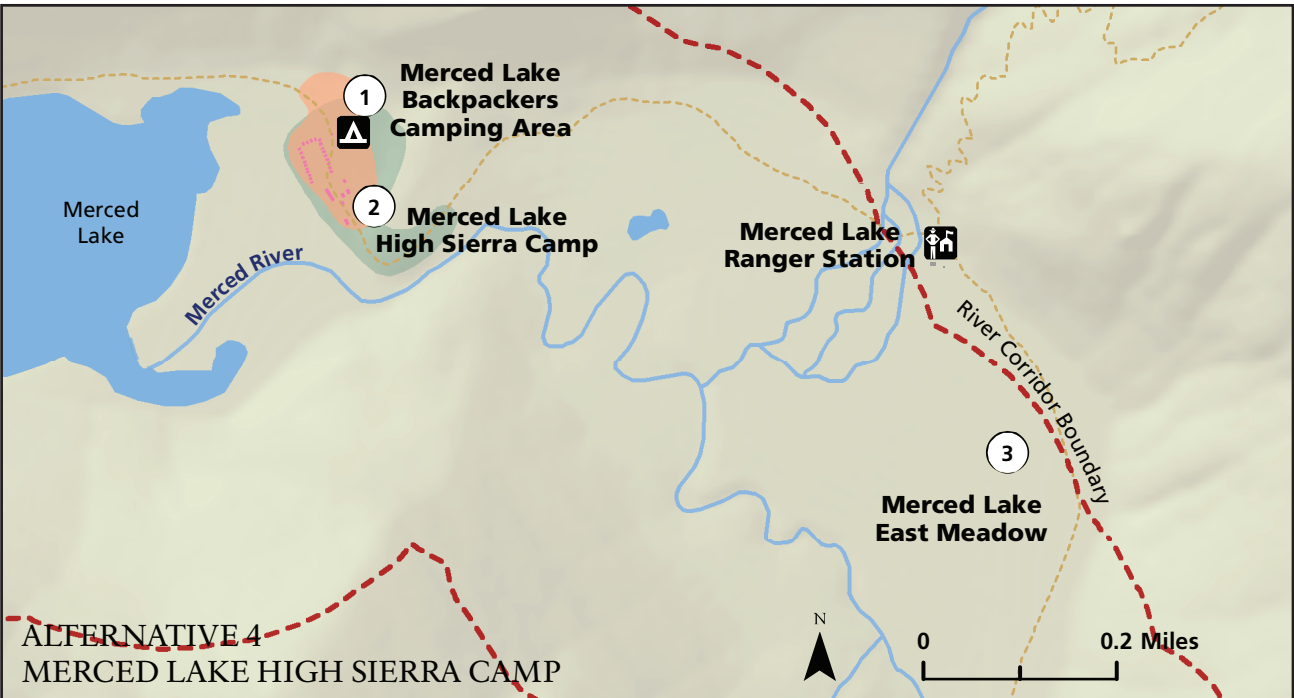 1
Merced Lake
Backpackers
Camping Area
Merced
Lake
2
Merced Lake
High Sierra Camp
Merced River
Merced Lake
Ranger Station
River Corridor Boundary
3
Merced Lake
East Meadow
N
0
0.2 Miles
ALTERNATIVE 4
MERCED LAKE HIGH SIERRA CAMP